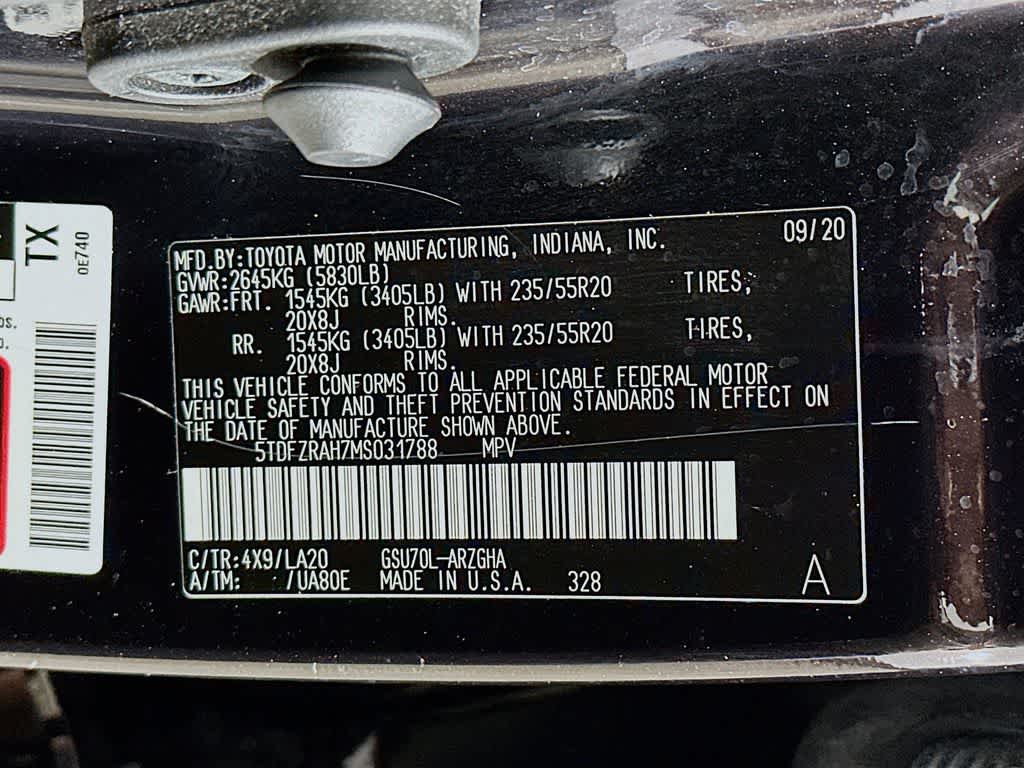 TX
0E740
MFD.BY:TOYOTA MOTOR MANUFACTURING, INDIANA, INC. 09/20
GVWR:2645KG (5830LB)
GAWR:FRT. 1545KG (3405LB) WITH 235/55R20 TIRES,
20X8J RIMS.
RR. 1545KG (3405LB) WITH 235/55R20 TIRES,
20X8J RIMS.
THIS VEHICLE CONFORMS TO ALL APPLICABLE FEDERAL MOTOR
VEHICLE SAFETY AND THEFT PREVENTION STANDARDS IN EFFECT ON
THE DATE OF MANUFACTURE SHOWN ABOVE.
5TDFZRAH7MS031788 MPV
C/TR:4X9/LA20 GSU70L-ARZGHA
A/TM: /UA80E MADE IN U.S.A. 328 A